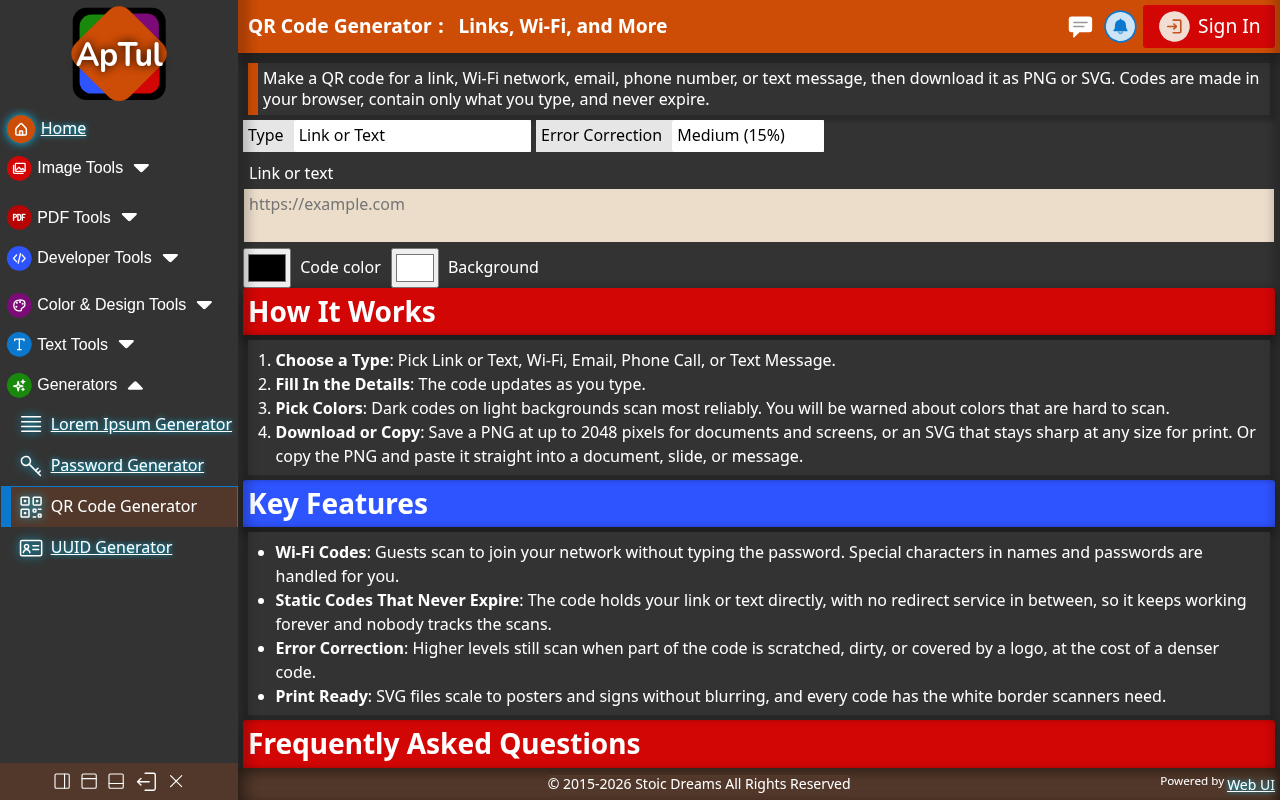 ApTul
Home
Image Tools
PDF
PDF Tools
Developer Tools
Color & Design Tools
Text Tools
Generators
Lorem Ipsum Generator
Password Generator
QR Code Generator
UUID Generator
QR Code Generator : Links, Wi-Fi, and More
Sign In
Make a QR code for a link, Wi-Fi network, email, phone number, or text message, then download it as PNG or SVG. Codes are made in
your browser, contain only what you type, and never expire.
Type Link or Text Error Correction Medium (15%)
Link or text
https://example.com
Code color Background
How It Works
1. Choose a Type: Pick Link or Text, Wi-Fi, Email, Phone Call, or Text Message.
2. Fill In the Details: The code updates as you type.
3. Pick Colors: Dark codes on light backgrounds scan most reliably. You will be warned about colors that are hard to scan.
4. Download or Copy: Save a PNG at up to 2048 pixels for documents and screens, or an SVG that stays sharp at any size for print. Or
copy the PNG and paste it straight into a document, slide, or message.
Key Features
• Wi-Fi Codes: Guests scan to join your network without typing the password. Special characters in names and passwords are
handled for you.
• Static Codes That Never Expire: The code holds your link or text directly, with no redirect service in between, so it keeps working
forever and nobody tracks the scans.
• Error Correction: Higher levels still scan when part of the code is scratched, dirty, or covered by a logo, at the cost of a denser
code.
• Print Ready: SVG files scale to posters and signs without blurring, and every code has the white border scanners need.
Frequently Asked Questions
© 2015-2026 Stoic Dreams All Rights Reserved
Powered by Web UI